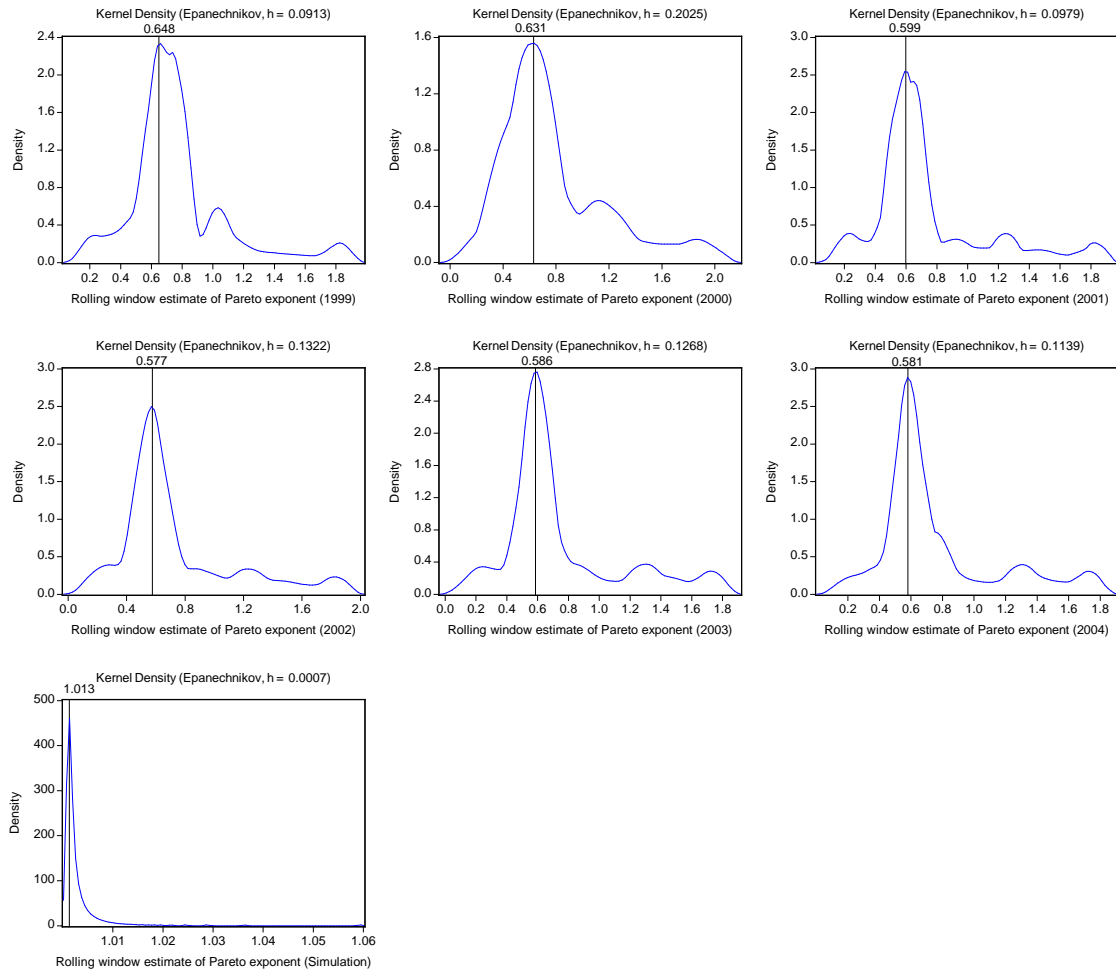 Kernel Density (Epanechnikov, h = 0.0913)
0.648
2.4
2.0
1.6
1.2
0.8
0.4
0.0
Density
0.2 0.4 0.6 0.8 1.0 1.2 1.4 1.6 1.8
Rolling window estimate of Pareto exponent (1999)
Kernel Density (Epanechnikov, h = 0.2025)
0.631
1.6
1.2
0.8
0.4
0.0
Density
0.0 0.4 0.8 1.2 1.6 2.0
Rolling window estimate of Pareto exponent (2000)
Kernel Density (Epanechnikov, h = 0.0979)
0.599
3.0
2.5
2.0
1.5
1.0
0.5
0.0
Density
0.2 0.4 0.6 0.8 1.0 1.2 1.4 1.6 1.8
Rolling window estimate of Pareto exponent (2001)
Kernel Density (Epanechnikov, h = 0.1322)
0.577
3.0
2.5
2.0
1.5
1.0
0.5
0.0
Density
0.0 0.4 0.8 1.2 1.6 2.0
Rolling window estimate of Pareto exponent (2002)
Kernel Density (Epanechnikov, h = 0.1268)
0.586
2.8
2.4
2.0
1.6
1.2
0.8
0.4
0.0
Density
0.0 0.2 0.4 0.6 0.8 1.0 1.2 1.4 1.6 1.8
Rolling window estimate of Pareto exponent (2003)
Kernel Density (Epanechnikov, h = 0.1139)
0.581
3.0
2.5
2.0
1.5
1.0
0.5
0.0
Density
0.2 0.4 0.6 0.8 1.0 1.2 1.4 1.6 1.8
Rolling window estimate of Pareto exponent (2004)
Kernel Density (Epanechnikov, h = 0.0007)
1.013
500
400
300
200
100
0
Density
1.01 1.02 1.03 1.04 1.05 1.06
Rolling window estimate of Pareto exponent (Simulation)